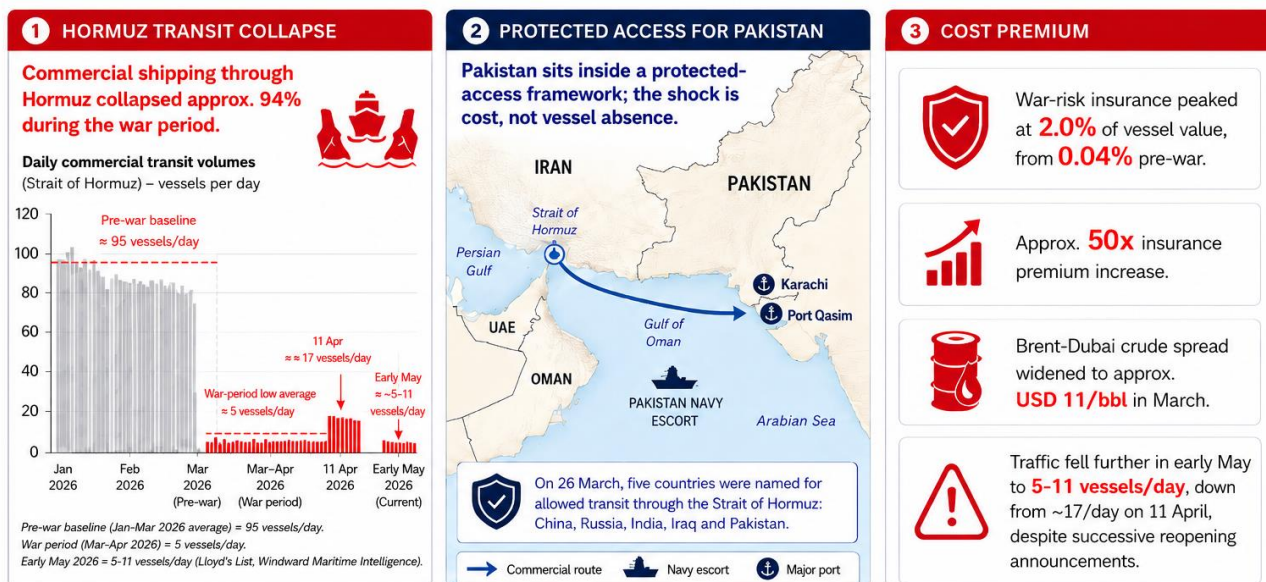 1 HORMUZ TRANSIT COLLAPSE
Commercial shipping through
Hormuz collapsed approx. 94%
during the war period.
Daily commercial transit volumes
(Strait of Hormuz) – vessels per day
120
100
80
60
40
20
0
Pre-war baseline
≈ 95 vessels/day
War-period low average
≈ 5 vessels/day
11 Apr
≈ ≈ 17 vessels/day
Early May
≈ ~5-11
vessels/day
Jan
2026
Feb
2026
Mar
2026
(Pre-war)
Mar–Apr
2026
(War period)
11 Apr
2026
Early May
2026
(Current)
Pre-war baseline (Jan-Mar 2026 average) = 95 vessels/day.
War period (Mar-Apr 2026) = 5 vessels/day.
Early May 2026 = 5-11 vessels/day (Lloyd's List, Windward Maritime Intelligence).
2 PROTECTED ACCESS FOR PAKISTAN
Pakistan sits inside a protected-
access framework; the shock is
cost, not vessel absence.
IRAN
PAKISTAN
Strait of
Hormuz
Persian
Gulf
Karachi
Port Qasim
UAE
Gulf of
Oman
OMAN
PAKISTAN NAVY
ESCORT
Arabian Sea
On 26 March, five countries were named for
allowed transit through the Strait of Hormuz:
China, Russia, India, Iraq and Pakistan.
Commercial route
Navy escort
Major port
3 COST PREMIUM
War-risk insurance peaked
at 2.0% of vessel value,
from 0.04% pre-war.
Approx. 50x insurance
premium increase.
Brent-Dubai crude spread
widened to approx.
USD 11/bbl in March.
Traffic fell further in early May
to 5-11 vessels/day, down
from ~17/day on 11 April,
despite successive reopening
announcements.